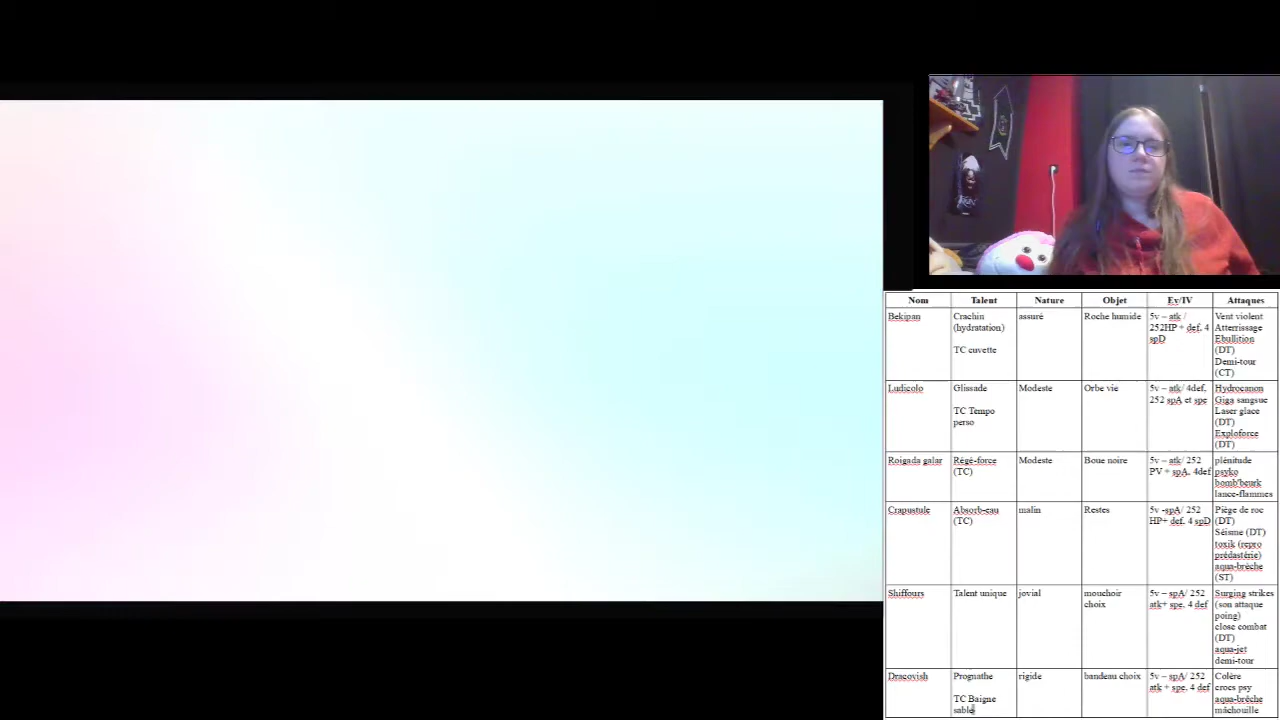 Nom Talent Nature Objet Ev/IV Attaques
Bekipan Crachin assuré Roche humide 5v – atk / Vent violent
(hydratation) 252HP + def, 4 Atterrissage
spD Ebullition
TC cuvette (DT)
Demi-tour
(CT)
Ludicolo Glissade Modeste Orbe vie 5v – atk/ 4def, Hydrocanon
252 spA et spe Giga sangsue
TC Tempo Laser glace
perso (DT)
Exploforce
(DT)
Roigada galar Régé-force Modeste Boue noire 5v – atk/ 252 plénitude
(TC) PV + spA, 4def psyko
bomb'beurk
lance-flammes
Crapustule Absorb-eau malin Restes 5v -spA/ 252 Piège de roc
(TC) HP+ def, 4 spD (DT)
Séisme (DT)
toxik (repro
prédastérie)
aqua-brèche
(ST)
Shiffours Talent unique jovial mouchoir 5v – spA/ 252 Surging strikes
choix atk+ spe, 4 def (son attaque
poing)
close combat
(DT)
aqua-jet
demi-tour
Dracovish Prognathe rigide bandeau choix 5v – spA/ 252 Colère
atk + spe, 4 def crocs psy
TC Baigne aqua-brèche
sable mâchouille